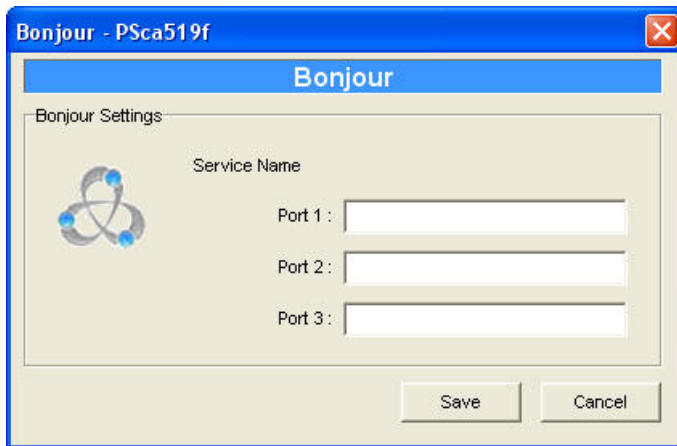 Bonjour - PSca519f
Bonjour
Bonjour Settings
Service Name
Port 1 :
Port 2 :
Port 3 :
Save Cancel